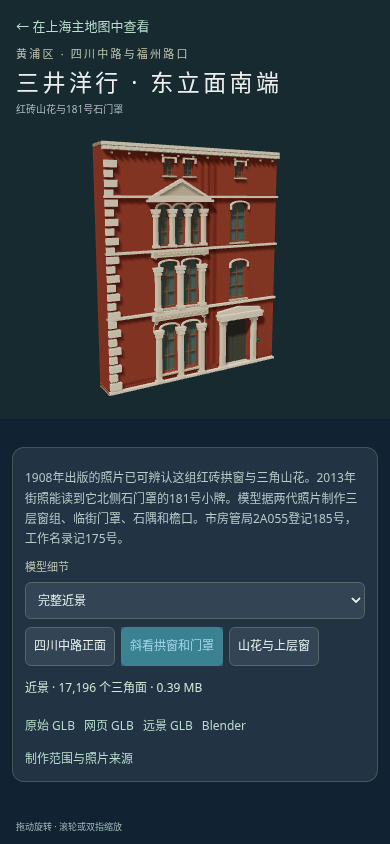 ← 在上海主地图中查看
黄浦区 · 四川中路与福州路口
三井洋行 · 东立面南端
红砖山花与181号石门罩
1908年出版的照片已可辨认这组红砖拱窗与三角山花。2013年
街照能读到它北侧石门罩的181号小牌。模型据两代照片制作三
层窗组、临街门罩、石隅和檐口。市房管局2A055登记185号，
工作名录记175号。
模型细节
完整近景
四川中路正面
斜看拱窗和门罩
山花与上层窗
近景 · 17,196 个三角面 · 0.39 MB
原始 GLB 网页 GLB 远景 GLB Blender
制作范围与照片来源
拖动旋转 · 滚轮或双指缩放